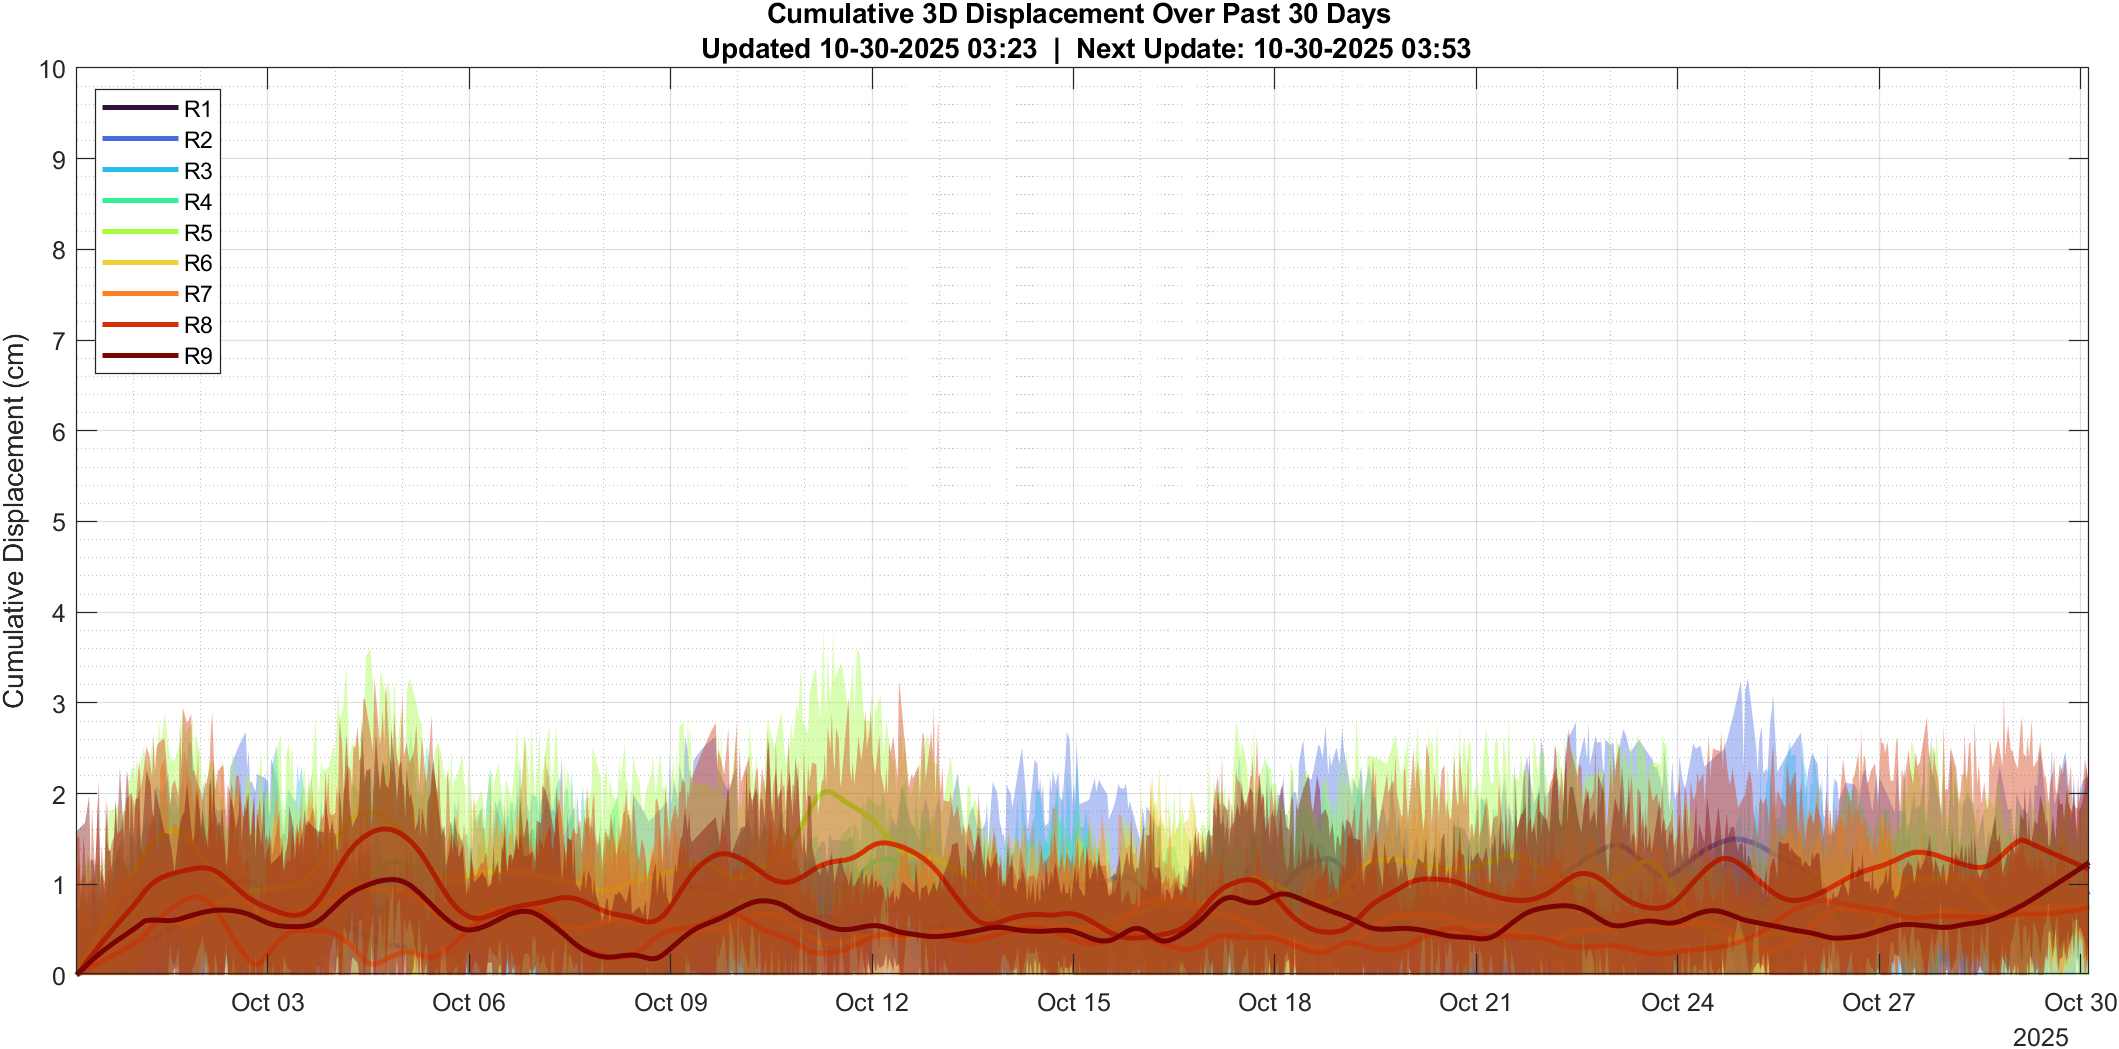 Cumulative 3D Displacement Over Past 30 Days
Updated 10-30-2025 03:23 | Next Update: 10-30-2025 03:53
Cumulative Displacement (cm)
10
9
8
7
6
5
4
3
2
1
0
R1
R2
R3
R4
R5
R6
R7
R8
R9
Oct 03 Oct 06 Oct 09 Oct 12 Oct 15 Oct 18 Oct 21 Oct 24 Oct 27 Oct 30
2025